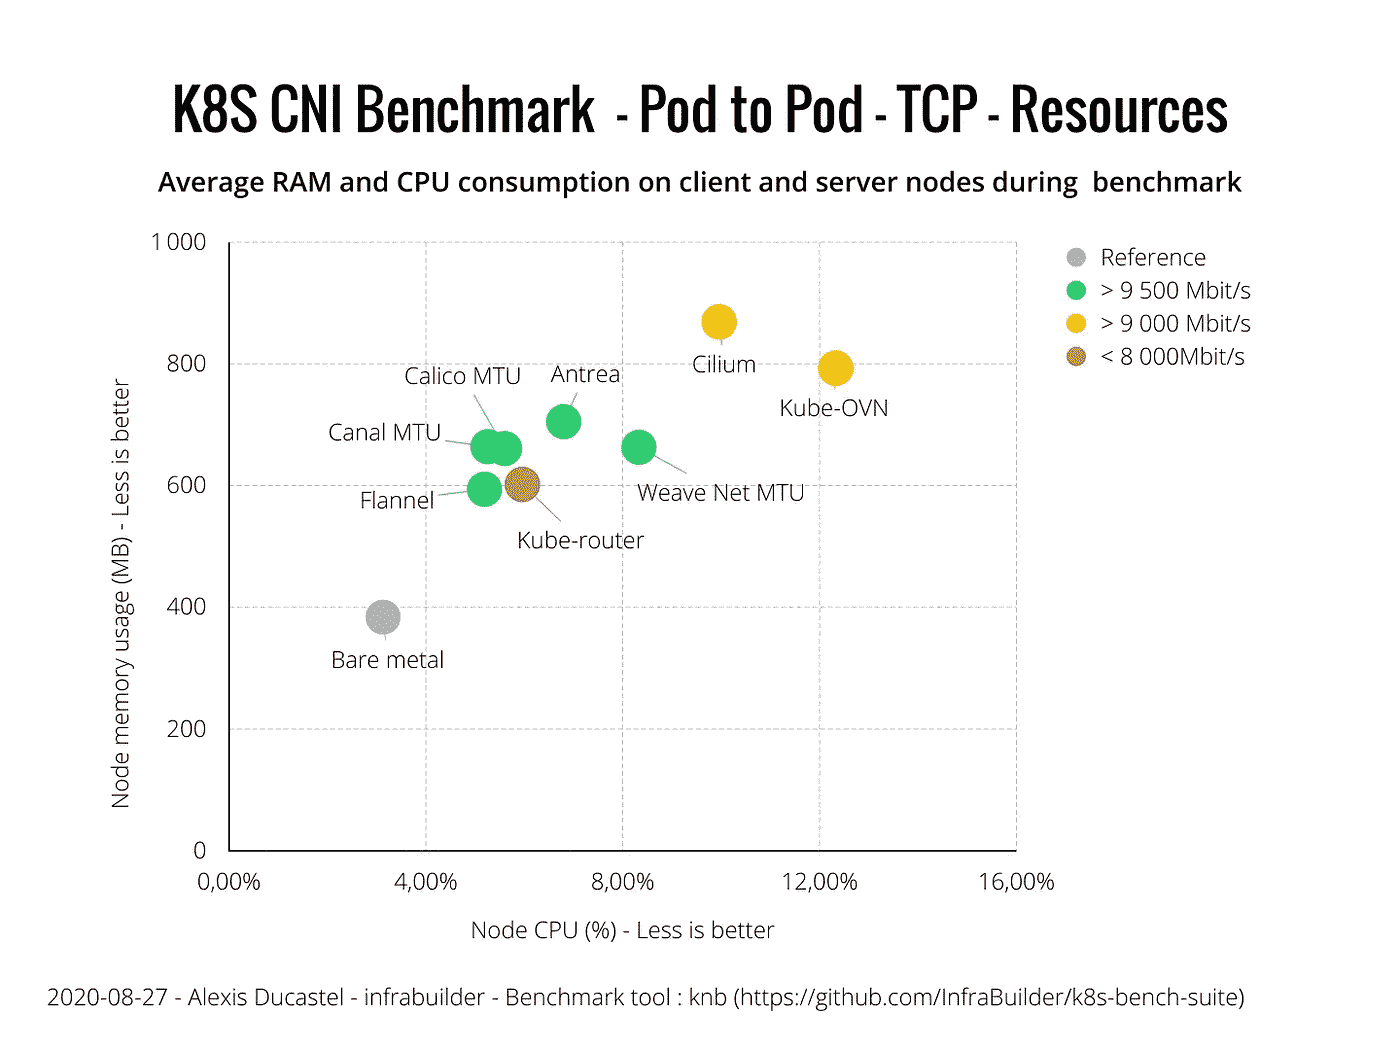 K8S CNI Benchmark - Pod to Pod - TCP - Resources
Average RAM and CPU consumption on client and server nodes during benchmark
1 000
800
600
400
200
0
Node memory usage (MB) - Less is better
Cilium
Kube-OVN
Calico MTU
Antrea
Canal MTU
Weave Net MTU
Flannel
Kube-router
Bare metal
Reference
> 9 500 Mbit/s
> 9 000 Mbit/s
< 8 000Mbit/s
0,00%
4,00%
8,00%
12,00%
16,00%
Node CPU (%) - Less is better
2020-08-27 - Alexis Ducastel - infrabuilder - Benchmark tool : knb (https://github.com/InfraBuilder/k8s-bench-suite)